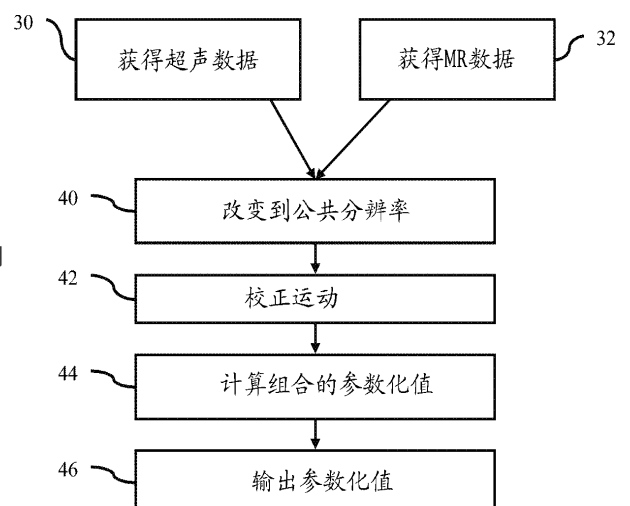 30
获得超声数据
获得MR数据
32
40
改变到公共分辨率
42
校正运动
44
计算组合的参数化值
46
输出参数化值